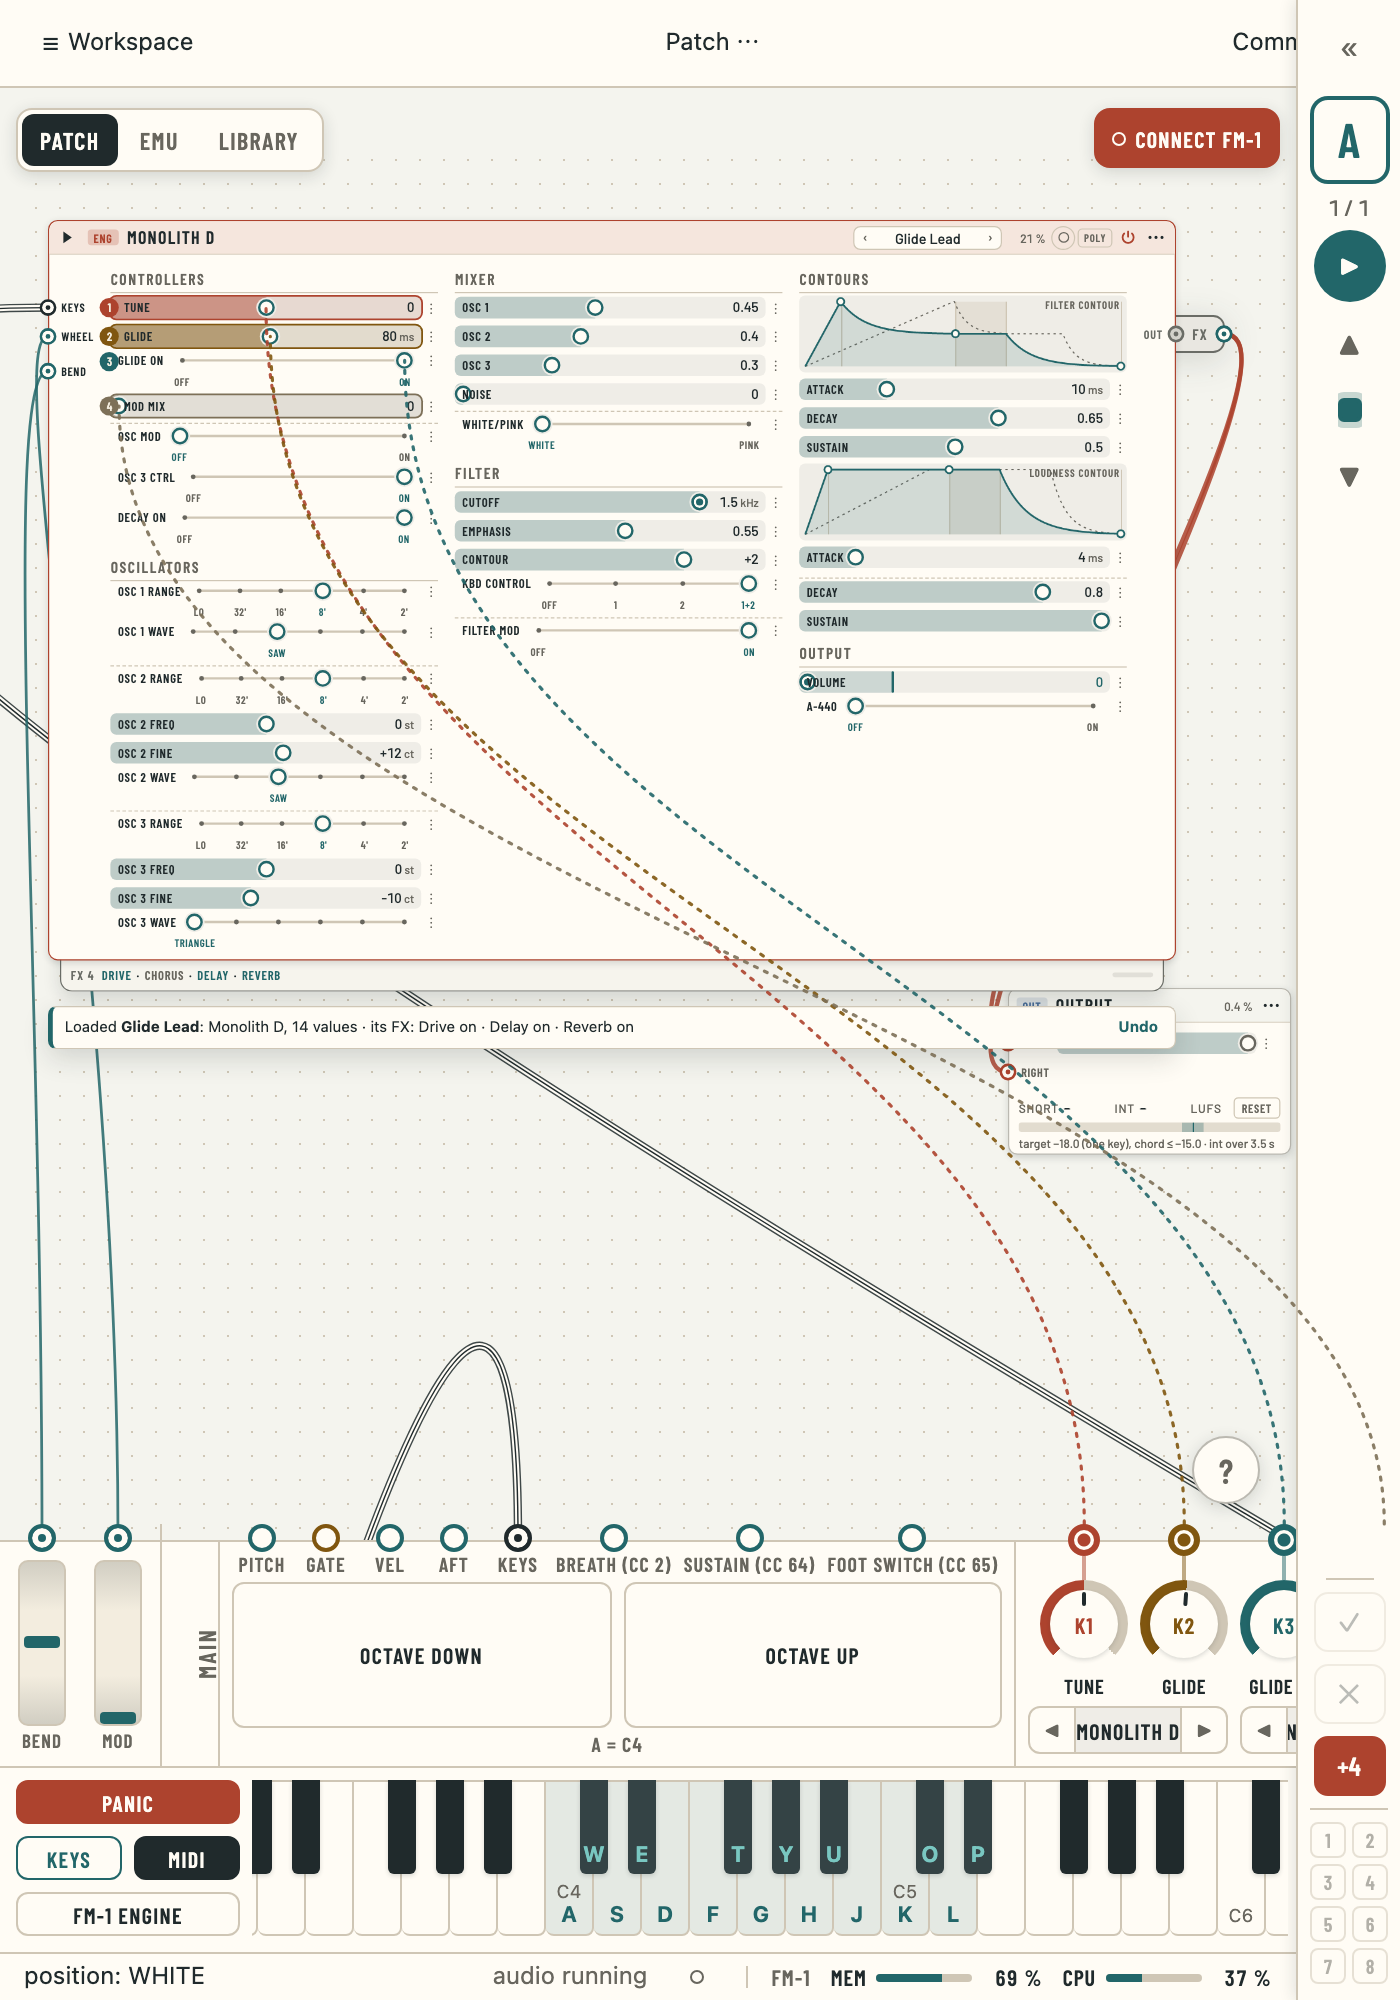 ≡ Workspace
Patch ···
Comm
«
PATCH
EMU
LIBRARY
CONNECT FM-1
A
1/1
ENG MONOLITH D
‹ Glide Lead ›
21 %
POLY
···
CONTROLLERS
KEYS
1 TUNE 0
WHEEL
2 GLIDE 80 ms
3 GLIDE ON
OFF ON
BEND
4 MOD MIX 0
OSC MOD
OFF ON
OSC 3 CTRL
OFF ON
DECAY ON
OFF ON
OSCILLATORS
OSC 1 RANGE
LO 32' 16' 8' 4' 2'
OSC 1 WAVE
SAW
OSC 2 RANGE
LO 32' 16' 8' 4' 2'
OSC 2 FREQ 0 st
OSC 2 FINE +12 ct
OSC 2 WAVE
SAW
OSC 3 RANGE
LO 32' 16' 8' 4' 2'
OSC 3 FREQ 0 st
OSC 3 FINE -10 ct
OSC 3 WAVE
TRIANGLE
MIXER
OSC 1 0.45
OSC 2 0.4
OSC 3 0.3
NOISE 0
WHITE/PINK
WHITE PINK
FILTER
CUTOFF 1.5 kHz
EMPHASIS 0.55
CONTOUR +2
KBD CONTROL
OFF 1 2 1+2
FILTER MOD
OFF ON
CONTOURS
FILTER CONTOUR
ATTACK 10 ms
DECAY 0.65
SUSTAIN 0.5
LOUDNESS CONTOUR
ATTACK 4 ms
DECAY 0.8
SUSTAIN
OUTPUT
VOLUME 0
A-440
OFF ON
OUT FX
FX 4 DRIVE · CHORUS · DELAY · REVERB
Loaded Glide Lead: Monolith D, 14 values · its FX: Drive on · Delay on · Reverb on
Undo
OUT OUTPUT 0.4 % ···
RIGHT
SHORT – INT – LUFS RESET
target −18.0 (one key), chord ≤ −15.0 · int over 3.5 s
?
BEND
MOD
MAIN
PITCH GATE VEL AFT KEYS BREATH (CC 2) SUSTAIN (CC 64) FOOT SWITCH (CC 65)
OCTAVE DOWN
OCTAVE UP
A = C4
K1 K2 K3
TUNE GLIDE GLIDE
◀ MONOLITH D ▶ ◀
+4
PANIC
KEYS MIDI
FM-1 ENGINE
W E T Y U O P
C4 C5
A S D F G H J K L
C6
1 2
3 4
5 6
7 8
position: WHITE
audio running
FM-1 MEM 69 % CPU 37 %